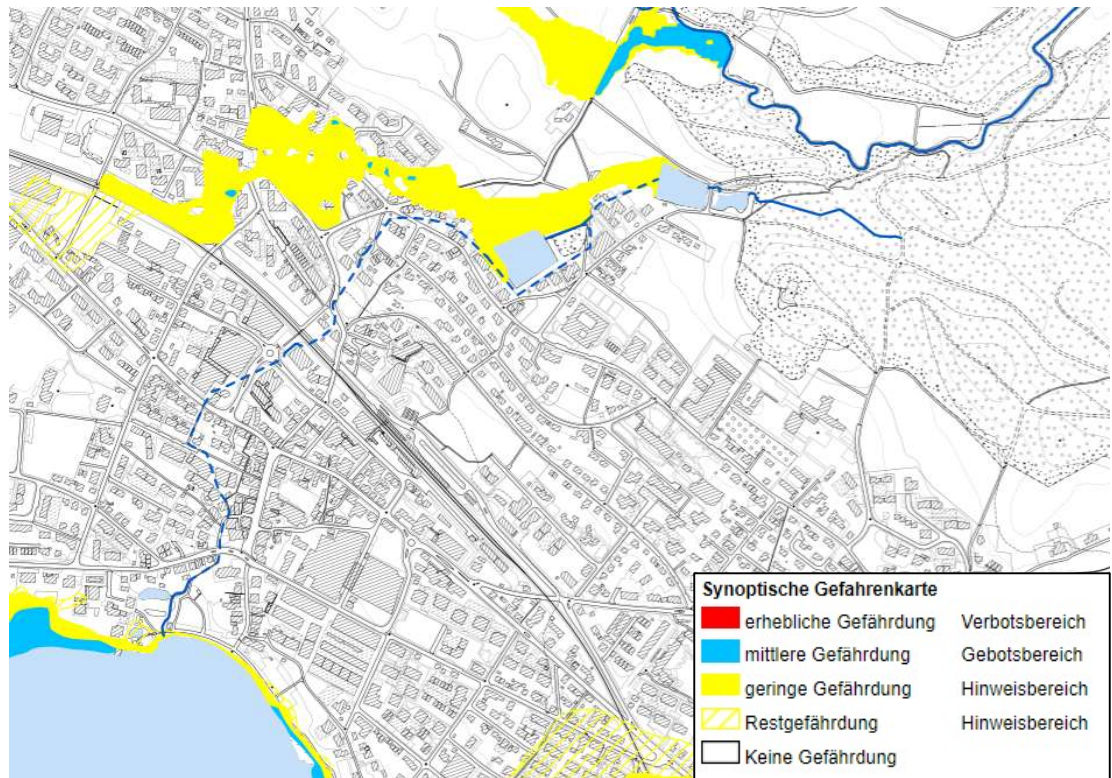 Synoptische Gefahrenkarte
erhebliche Gefährdung Verbotsbereich
mittlere Gefährdung Gebotsbereich
geringe Gefährdung Hinweisbereich
Restgefährdung Hinweisbereich
Keine Gefährdung